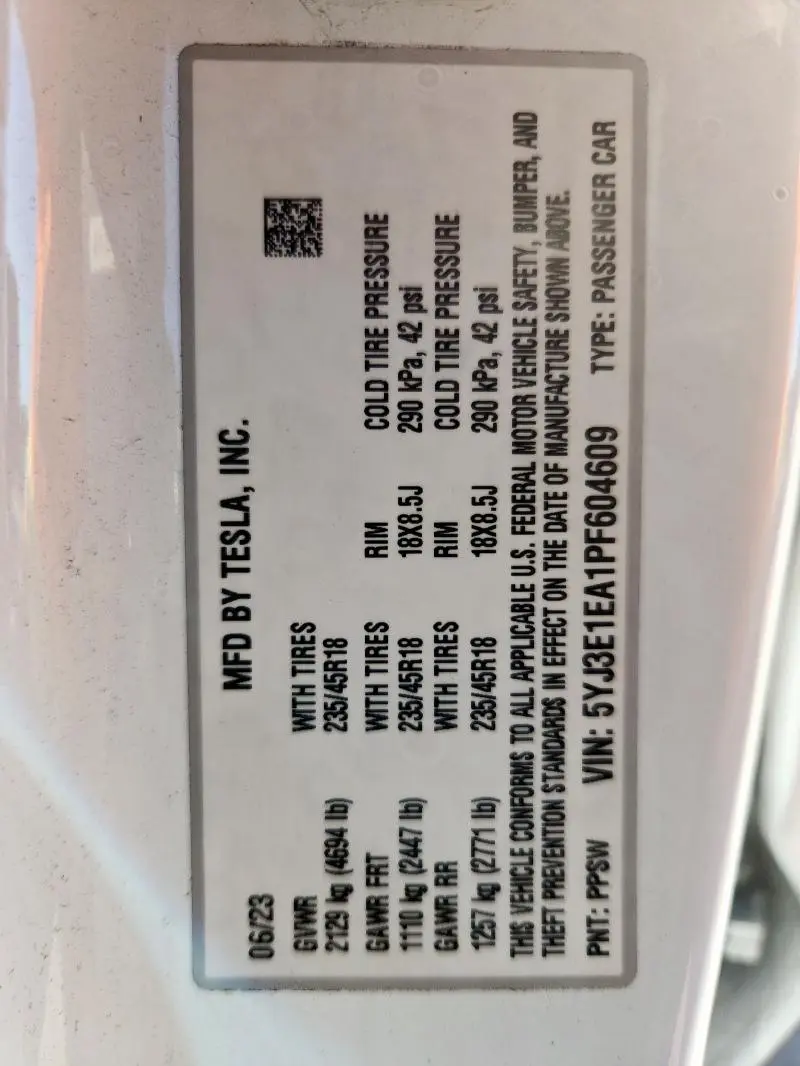 06/23 MFD BY TESLA, INC.
GVWR WITH TIRES
2129 kg (4694 lb) 235/45R18
GAWR FRT WITH TIRES RIM COLD TIRE PRESSURE
1110 kg (2447 lb) 235/45R18 18X8.5J 290 kPa, 42 psi
GAWR RR WITH TIRES RIM COLD TIRE PRESSURE
1257 kg (2771 lb) 235/45R18 18X8.5J 290 kPa, 42 psi
THIS VEHICLE CONFORMS TO ALL APPLICABLE U.S. FEDERAL MOTOR VEHICLE SAFETY, BUMPER, AND
THEFT PREVENTION STANDARDS IN EFFECT ON THE DATE OF MANUFACTURE SHOWN ABOVE.
PNT: PPSW VIN: 5YJ3E1EA1PF604609 TYPE: PASSENGER CAR